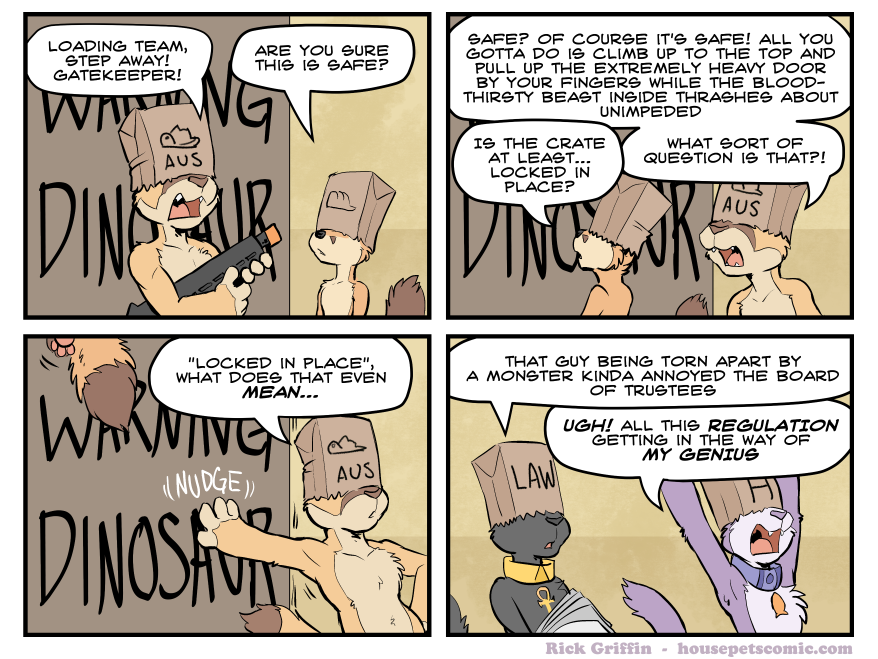 LOADING TEAM,
STEP AWAY!
GATEKEEPER!
ARE YOU SURE
THIS IS SAFE?
WARNING
DINOSAUR
AUS
SAFE? OF COURSE IT'S SAFE! ALL YOU
GOTTA DO IS CLIMB UP TO THE TOP AND
PULL UP THE EXTREMELY HEAVY DOOR
BY YOUR FINGERS WHILE THE BLOOD-
THIRSTY BEAST INSIDE THRASHES ABOUT
UNIMPEDED
IS THE CRATE
AT LEAST...
LOCKED IN
PLACE?
WHAT SORT OF
QUESTION IS THAT?!
DINOSAUR
AUS
"LOCKED IN PLACE",
WHAT DOES THAT EVEN
MEAN...
WARNING
AUS
((NUDGE))
DINOSAUR
THAT GUY BEING TORN APART BY
A MONSTER KINDA ANNOYED THE BOARD
OF TRUSTEES
UGH! ALL THIS REGULATION
GETTING IN THE WAY OF
MY GENIUS
LAW
H
Rick Griffin - housepetscomic.com